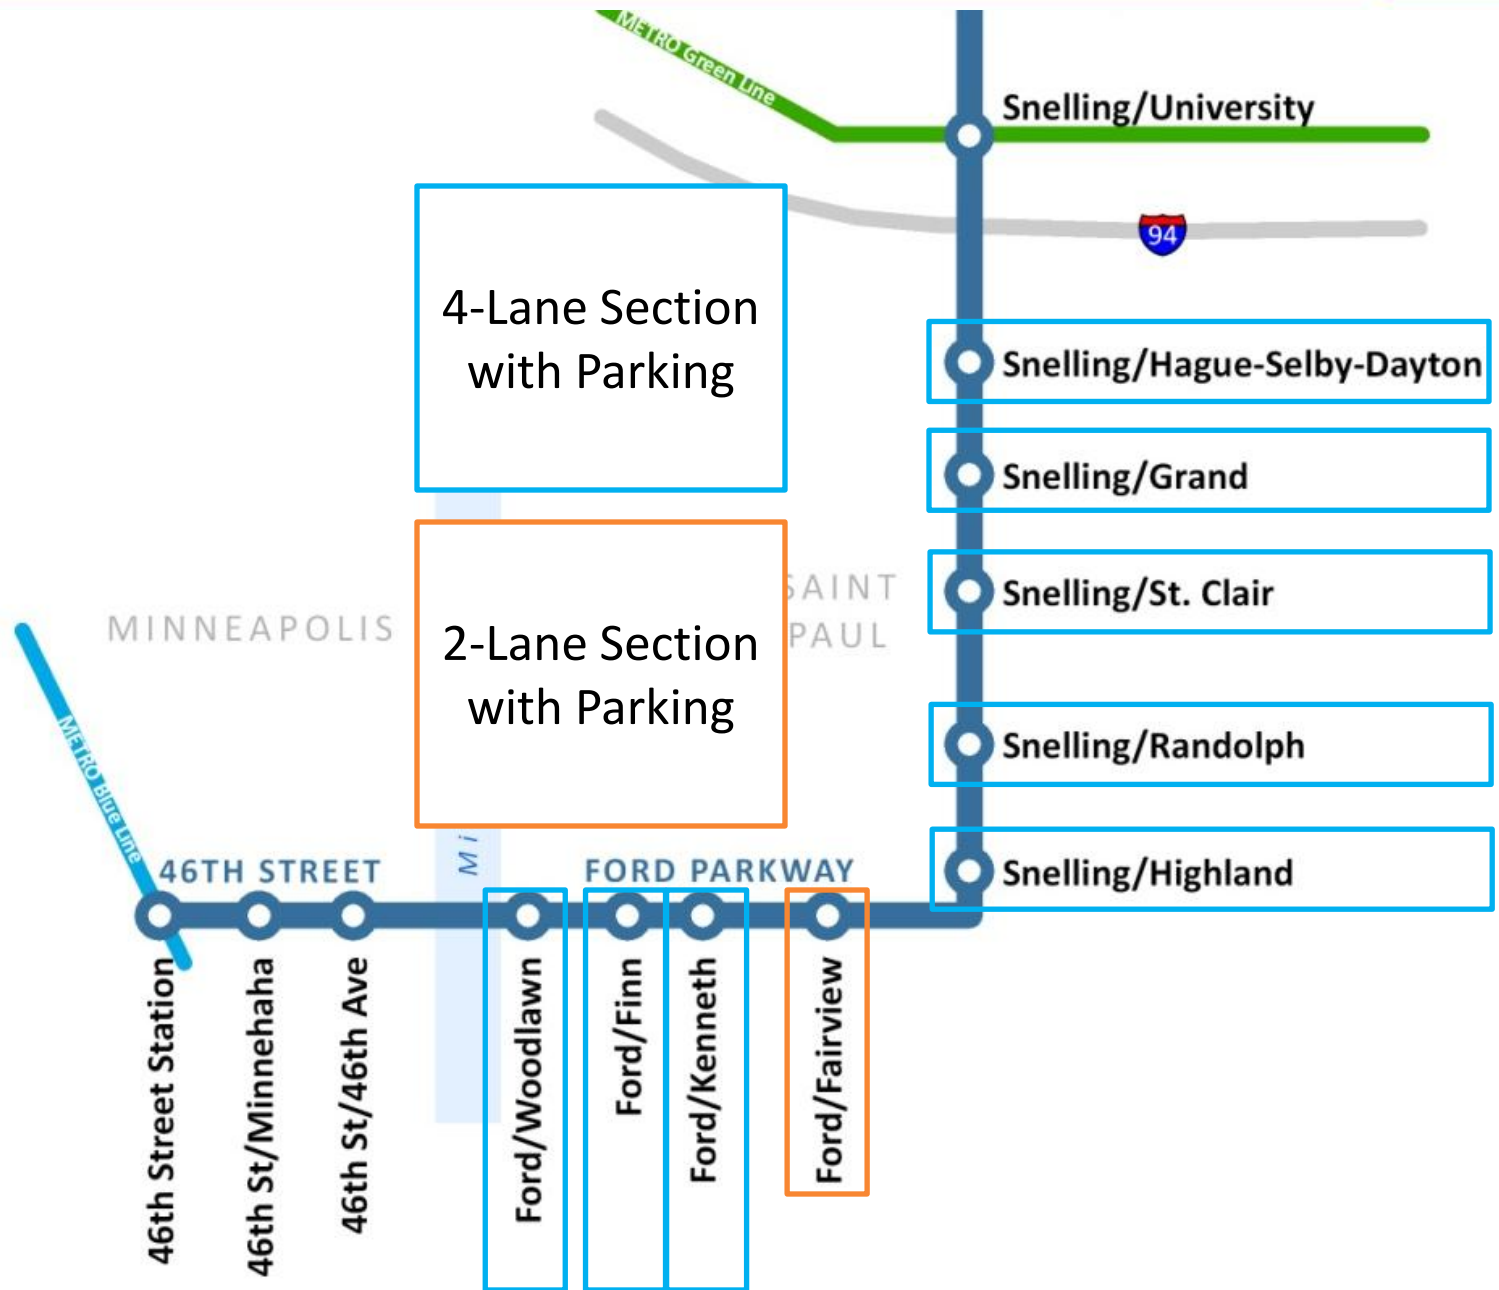 METRO Green Line
Snelling/University
94
4-Lane Section
with Parking
Snelling/Hague-Selby-Dayton
Snelling/Grand
Snelling/St. Clair
2-Lane Section
with Parking
SAINT
PAUL
MINNEAPOLIS
METRO Blue Line
Snelling/Randolph
Snelling/Highland
46TH STREET
Mi
FORD PARKWAY
46th Street Station
46th St/Minnehaha
46th St/46th Ave
Ford/Woodlawn
Ford/Finn
Ford/Kenneth
Ford/Fairview